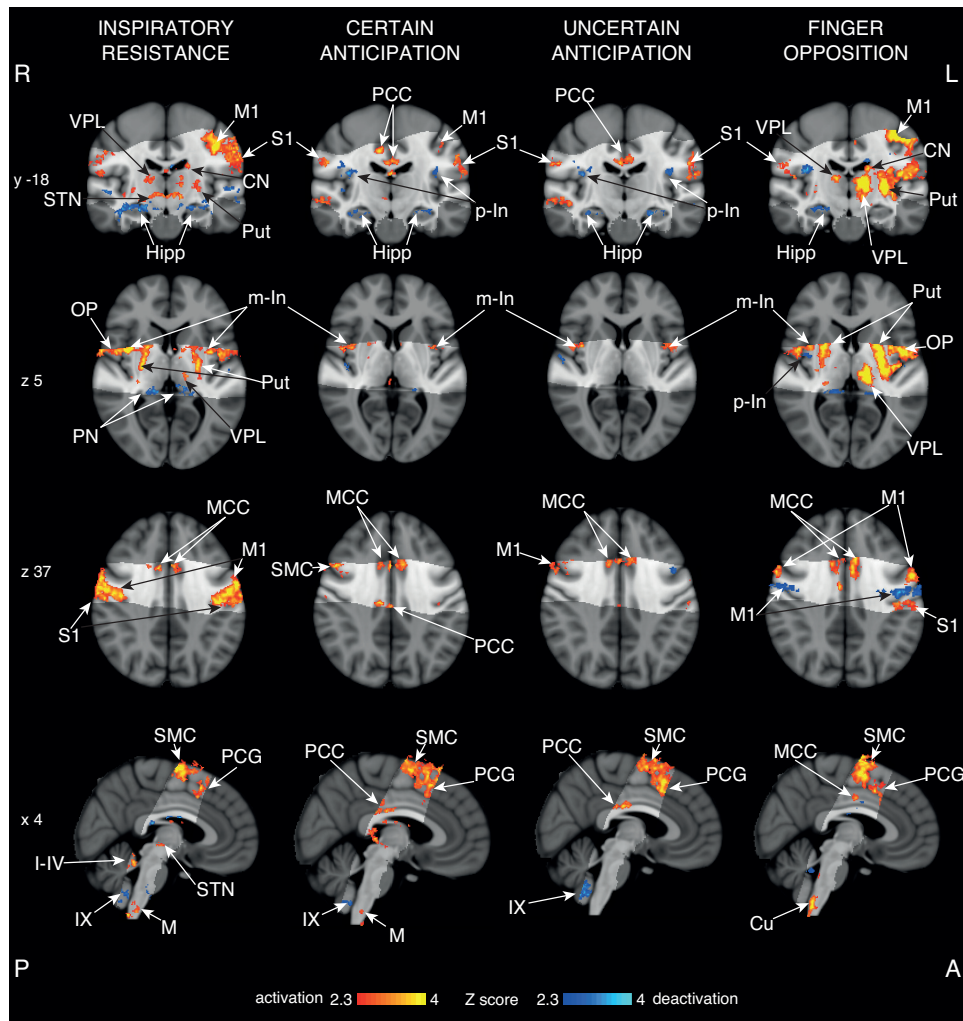 INSPIRATORY RESISTANCE
CERTAIN ANTICIPATION
UNCERTAIN ANTICIPATION
FINGER OPPOSITION
R
L
y -18
VPL
M1
S1
STN
CN
Hipp
Put
PCC
M1
S1
p-In
Hipp
PCC
p-In
Hipp
S1
VPL
M1
CN
Put
Hipp
VPL
z 5
OP
m-In
Put
PN
VPL
m-In
m-In
m-In
Put
OP
p-In
VPL
z 37
MCC
M1
S1
MCC
SMC
PCC
MCC
M1
MCC
M1
M1
S1
x 4
SMC
PCG
I-IV
STN
IX
M
PCC
SMC
PCG
IX
M
PCC
SMC
PCG
IX
MCC
SMC
PCG
Cu
P
A
activation 2.3 4 Z score 2.3 4 deactivation